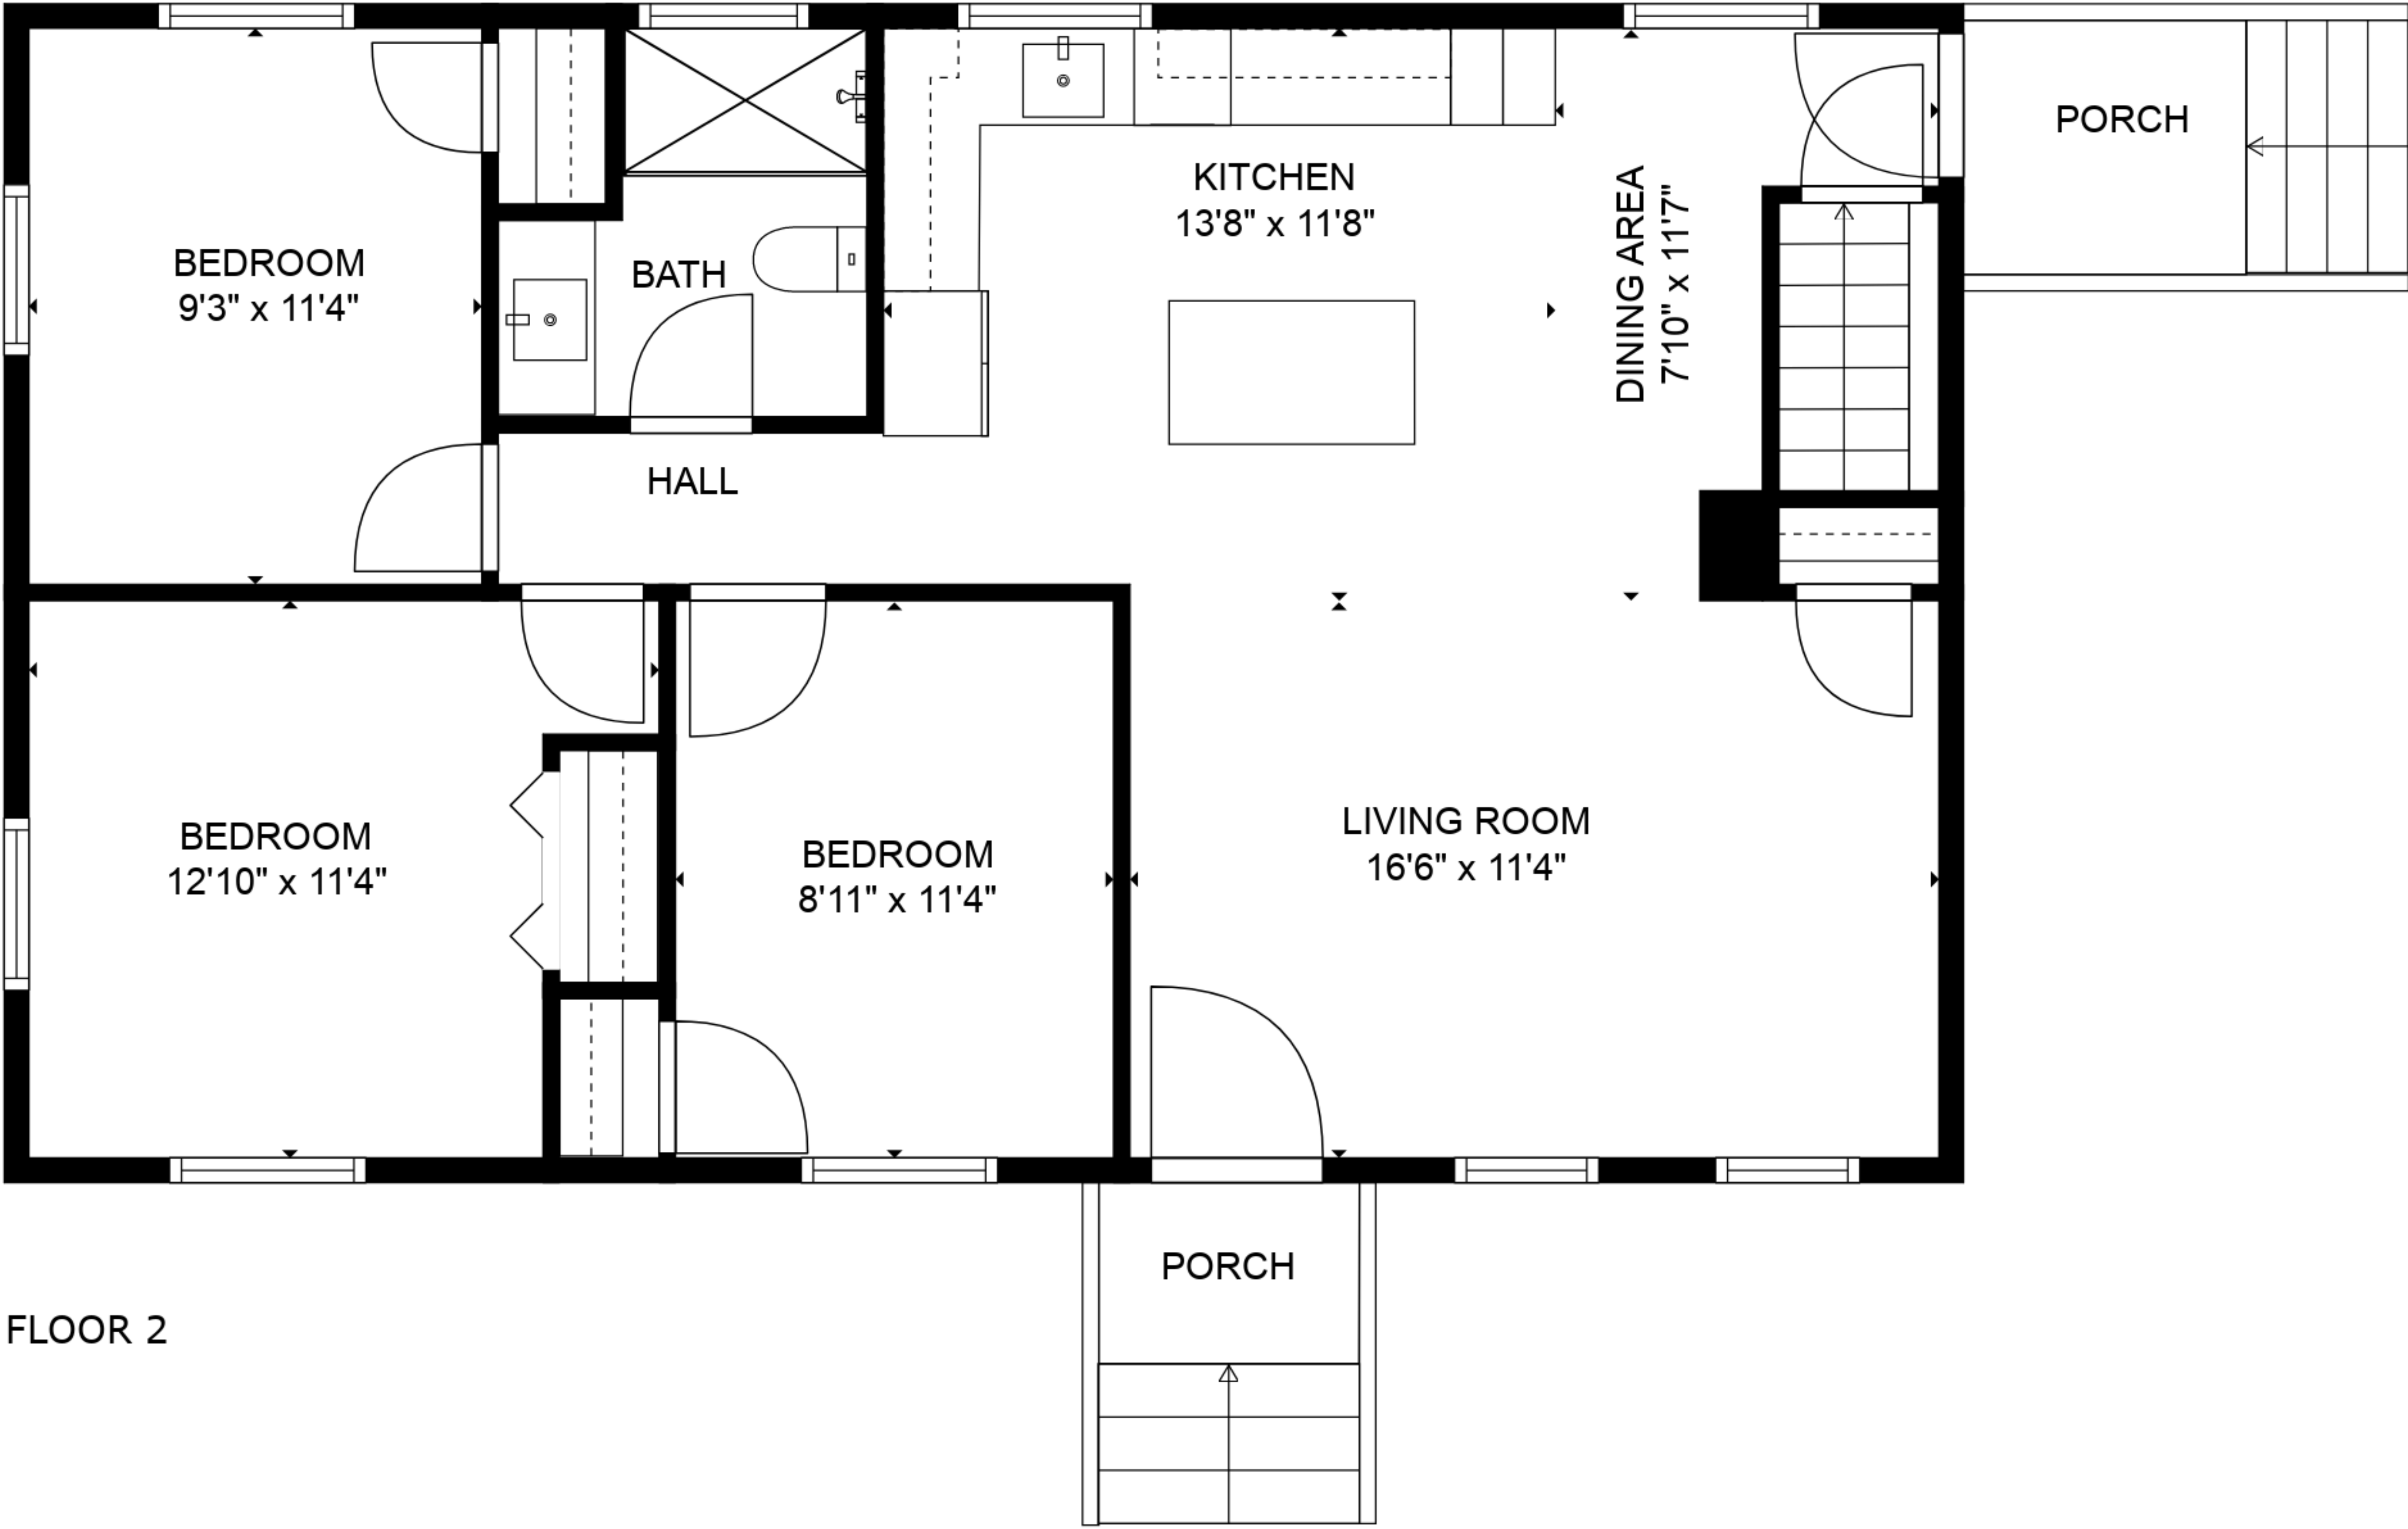 PORCH
KITCHEN
13'8" x 11'8"
DINING AREA
7'10" x 11'7"
BEDROOM
9'3" x 11'4"
BATH
HALL
BEDROOM
12'10" x 11'4"
BEDROOM
8'11" x 11'4"
LIVING ROOM
16'6" x 11'4"
PORCH
FLOOR 2